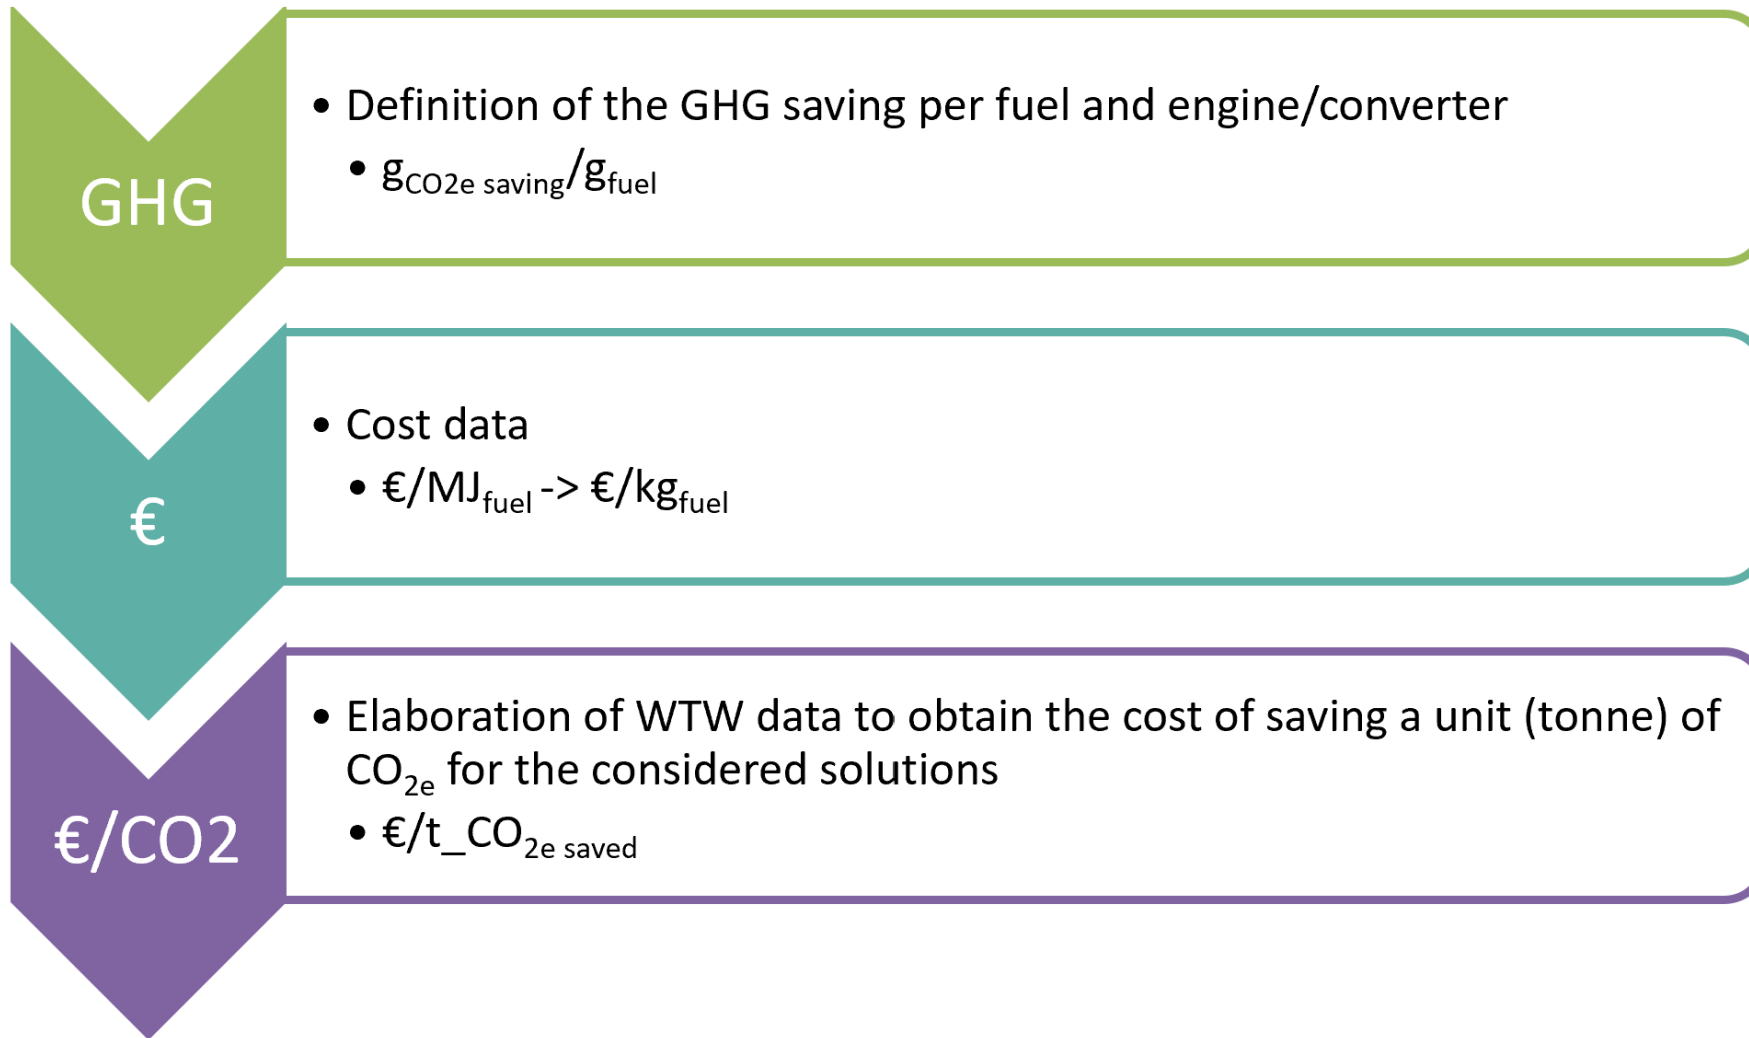 GHG
• Definition of the GHG saving per fuel and engine/converter
• gCO2e saving/gfuel
€
• Cost data
• €/MJfuel -> €/kgfuel
€/CO2
• Elaboration of WTW data to obtain the cost of saving a unit (tonne) of
CO2e for the considered solutions
• €/t_CO2e saved